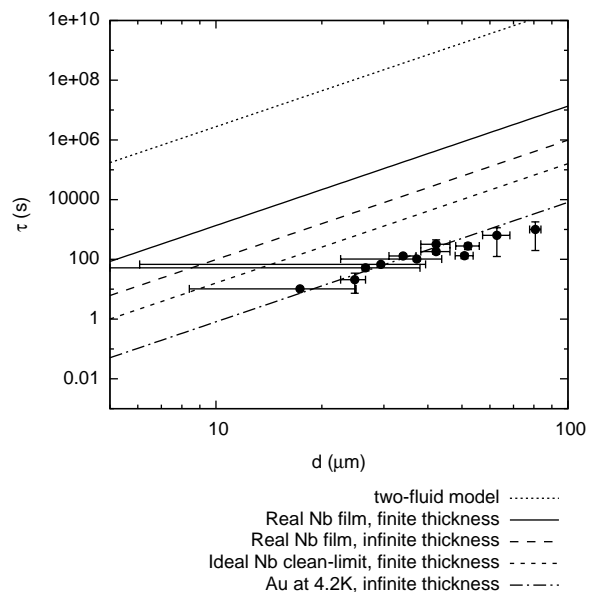 1e+10
1e+08
1e+06
10000
100
1
0.01
τ (s)
10
100
d (μm)
two-fluid model
Real Nb film, finite thickness
Real Nb film, infinite thickness
Ideal Nb clean-limit, finite thickness
Au at 4.2K, infinite thickness